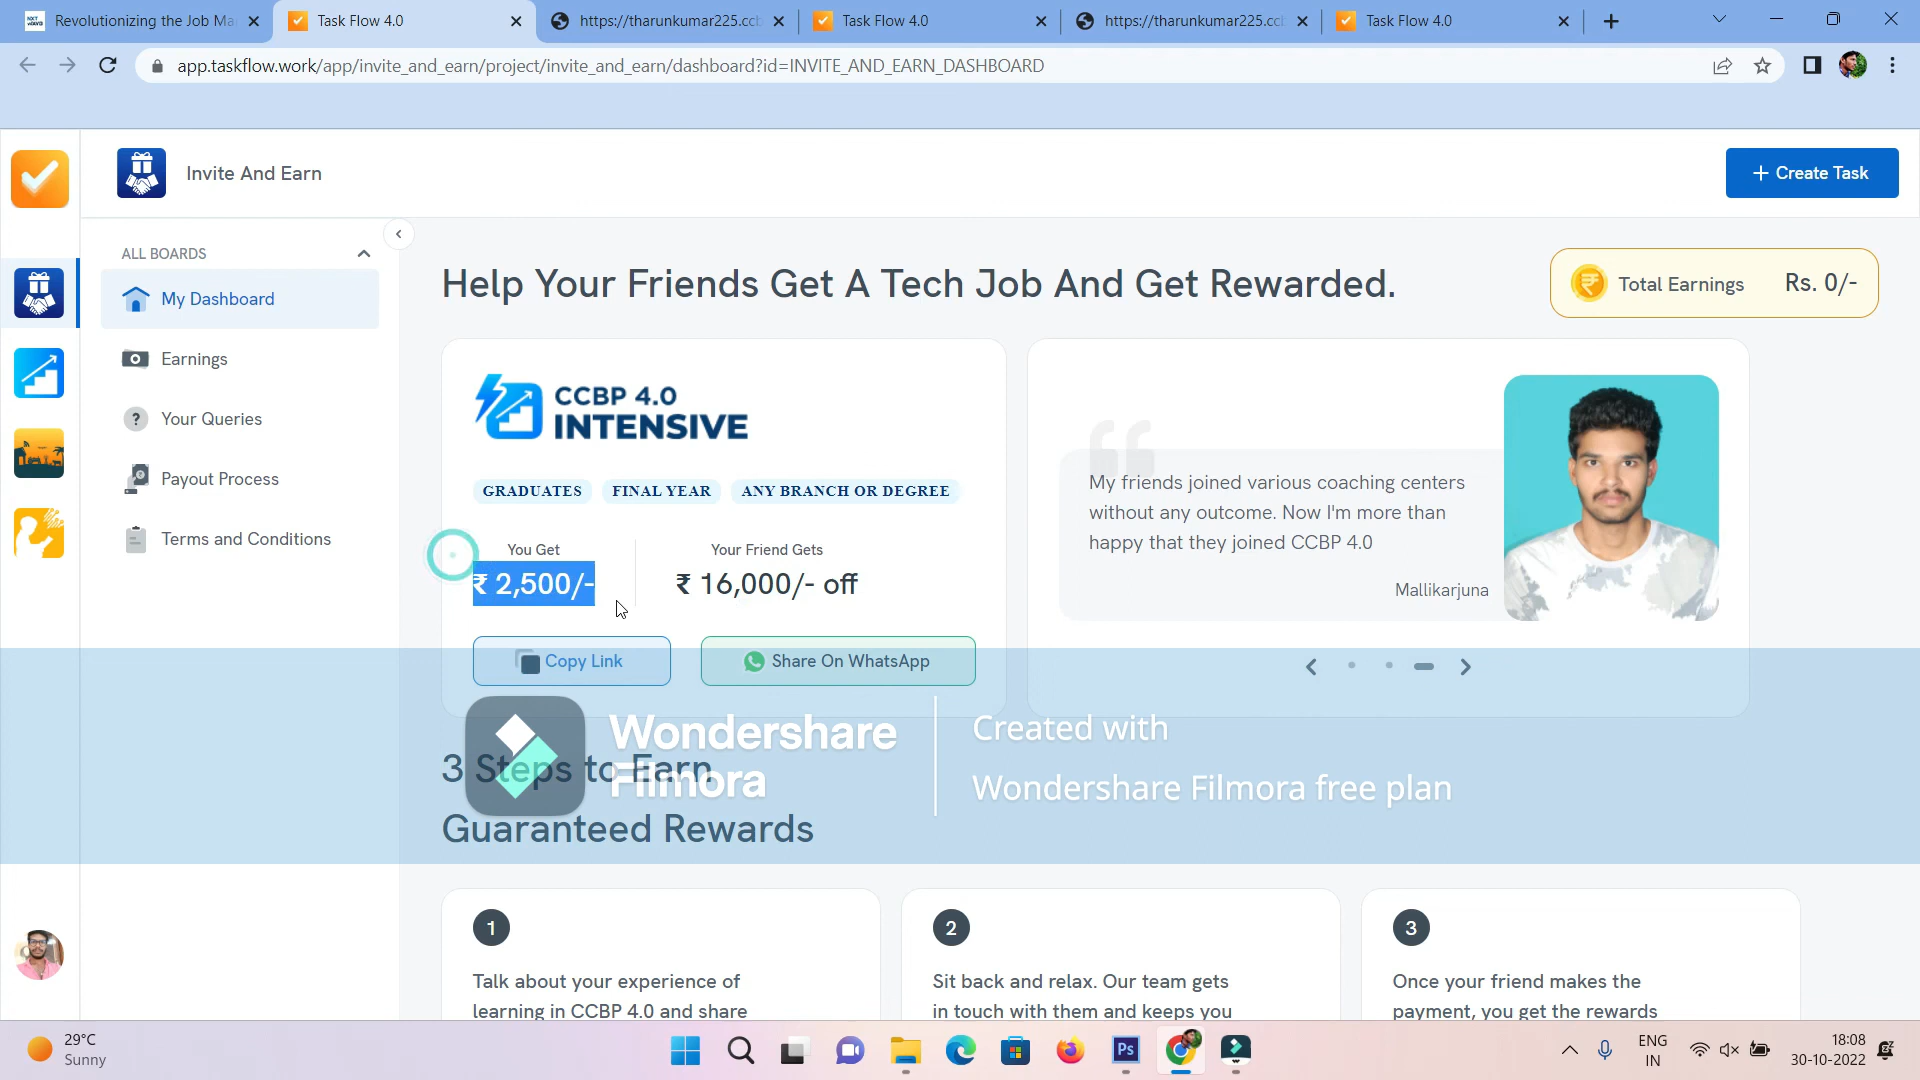 Revolutionizing the Job Ma
Task Flow 4.0
https://tharunkumar225.ccb
Task Flow 4.0
https://tharunkumar225.ccb
Task Flow 4.0
app.taskflow.work/app/invite_and_earn/project/invite_and_earn/dashboard?id=INVITE_AND_EARN_DASHBOARD
Invite And Earn
+ Create Task
ALL BOARDS
My Dashboard
Earnings
Your Queries
Payout Process
Terms and Conditions
Help Your Friends Get A Tech Job And Get Rewarded.
Total Earnings Rs. 0/-
CCBP 4.0
INTENSIVE
GRADUATES FINAL YEAR ANY BRANCH OR DEGREE
You Get
₹ 2,500/-
Your Friend Gets
₹ 16,000/- off
Copy Link
Share On WhatsApp
My friends joined various coaching centers
without any outcome. Now I'm more than
happy that they joined CCBP 4.0
Mallikarjuna
Wondershare
Filmora
Created with
Wondershare Filmora free plan
3 Steps to Earn
Guaranteed Rewards
1
Talk about your experience of
learning in CCBP 4.0 and share
2
Sit back and relax. Our team gets
in touch with them and keeps you
3
Once your friend makes the
payment, you get the rewards
29°C
Sunny
Ps
ENG
IN
18:08
30-10-2022